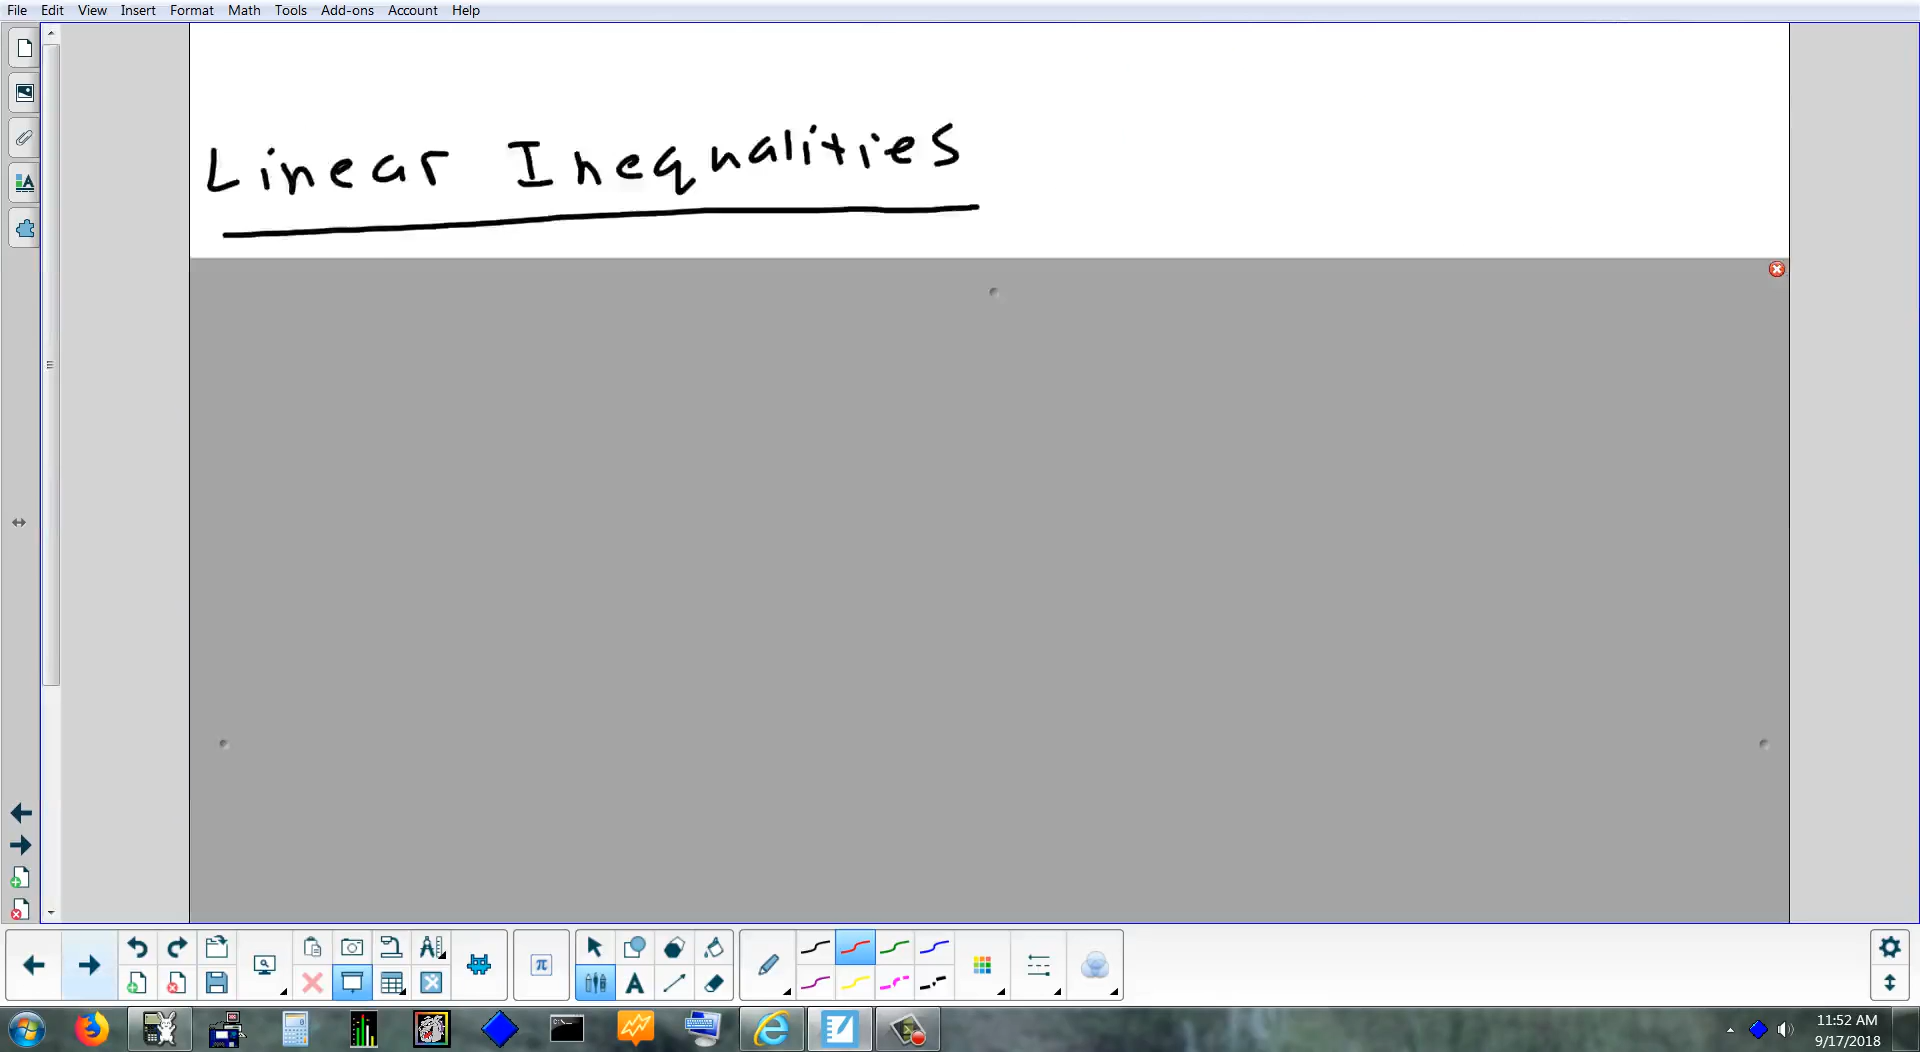 File Edit View Insert Format Math Tools Add-ons Account Help
Linear Inequalities
π
A
11:52 AM
9/17/2018